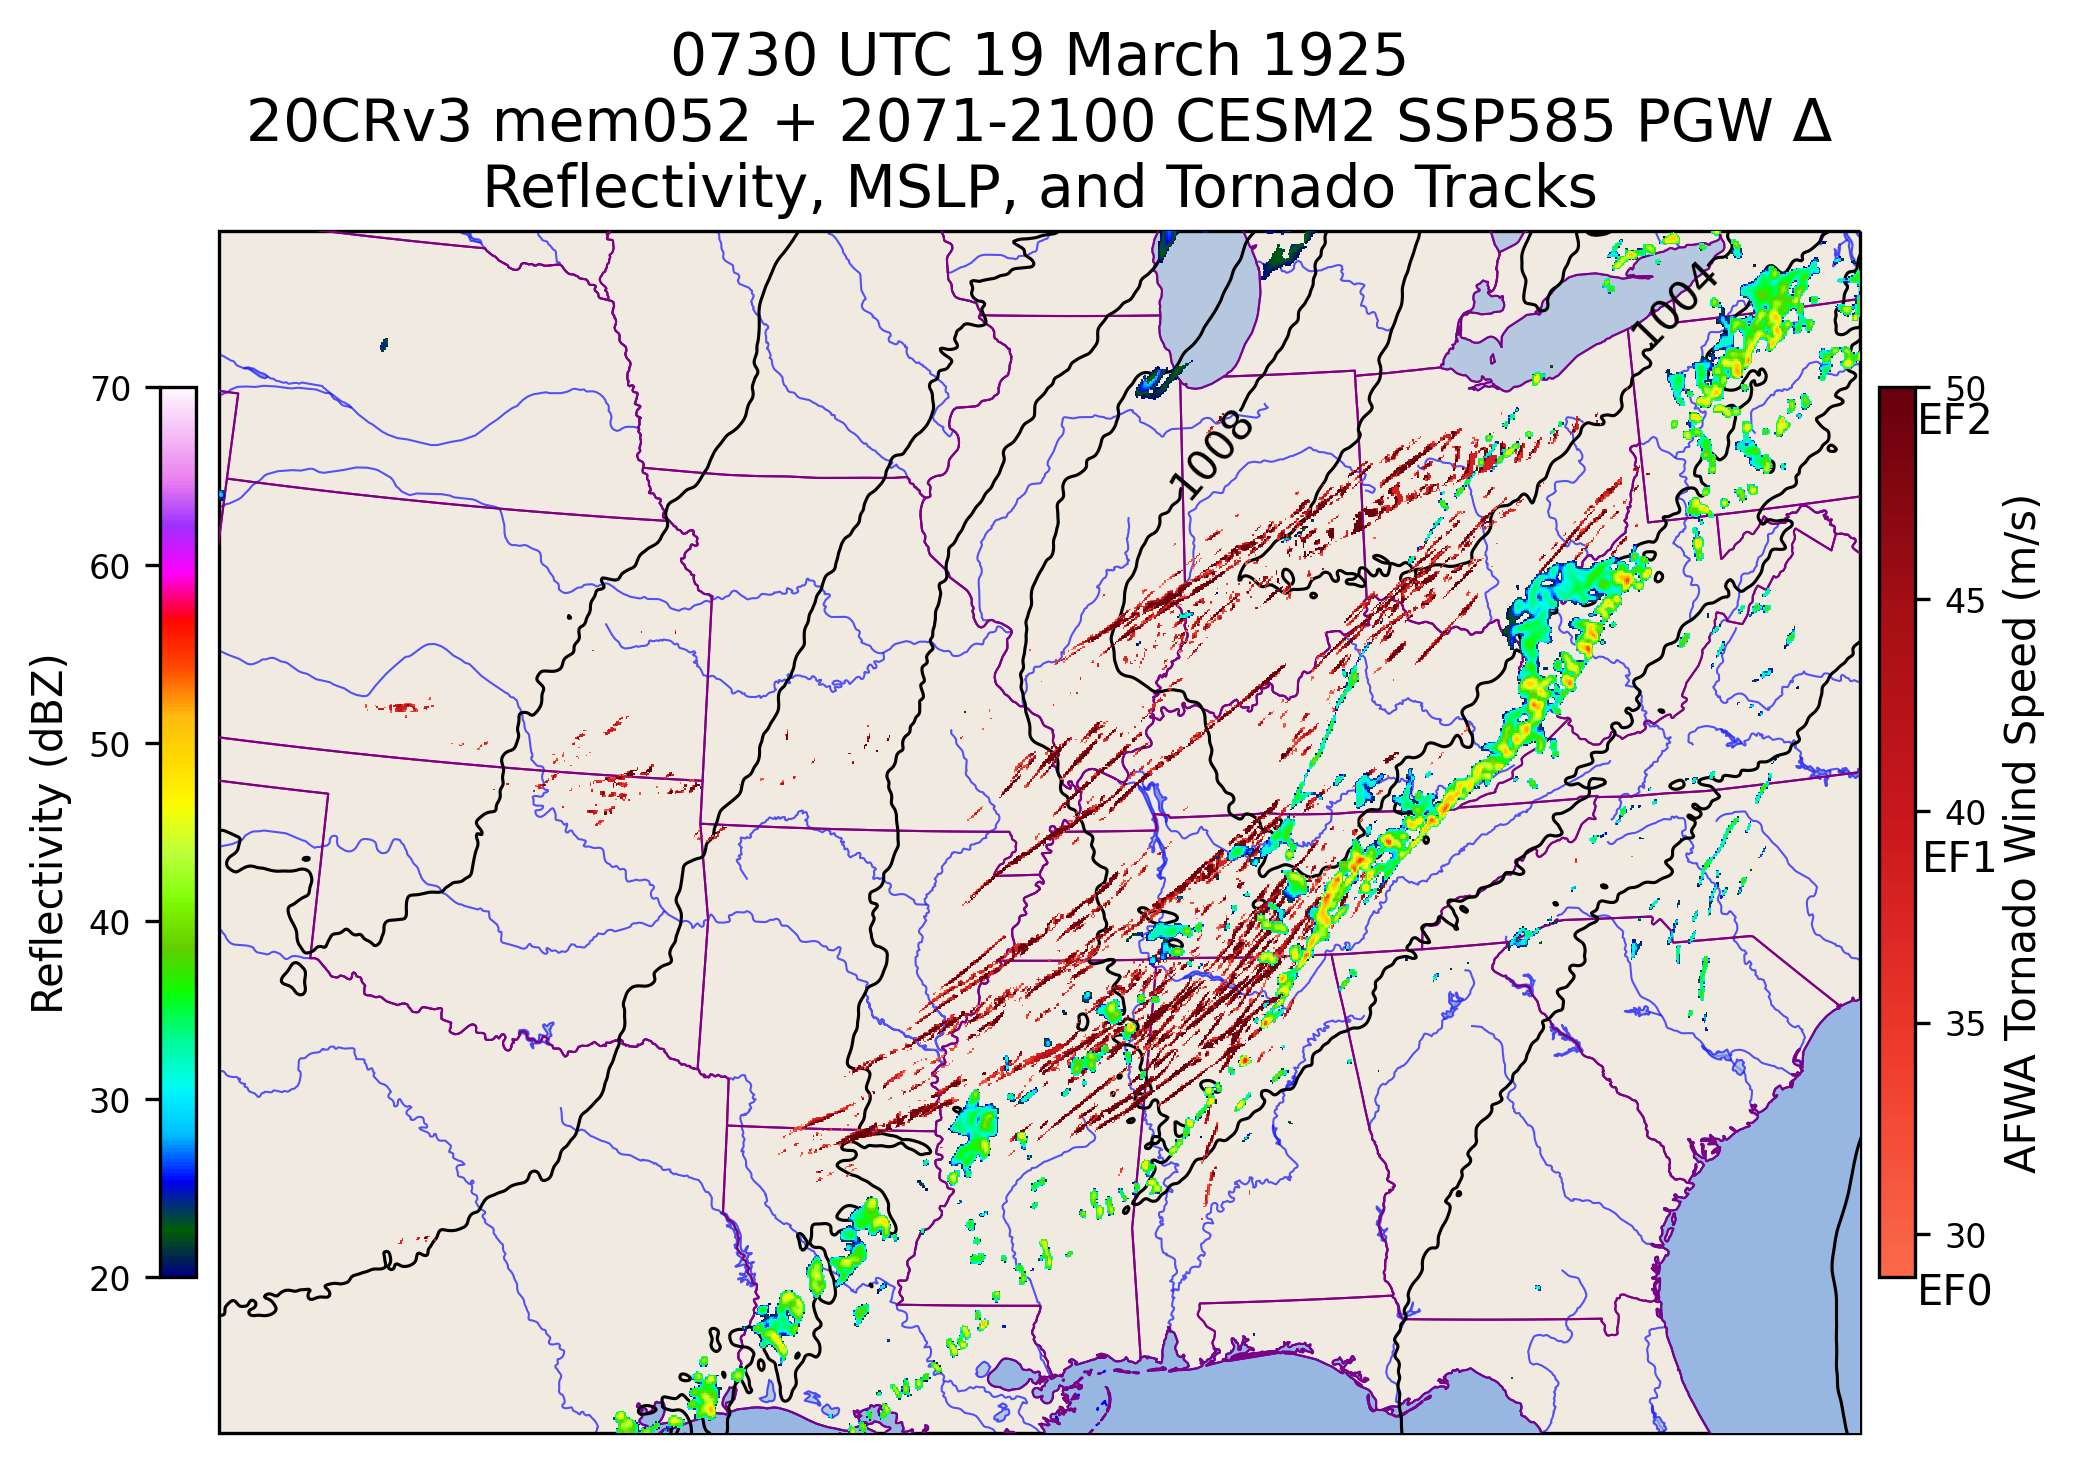 0730 UTC 19 March 1925
20CRv3 mem052 + 2071-2100 CESM2 SSP585 PGW Δ
Reflectivity, MSLP, and Tornado Tracks
1004
1008
70
60
50
40
30
20
Reflectivity (dBZ)
50
EF2
45
40
EF1
35
30
EF0
AFWA Tornado Wind Speed (m/s)